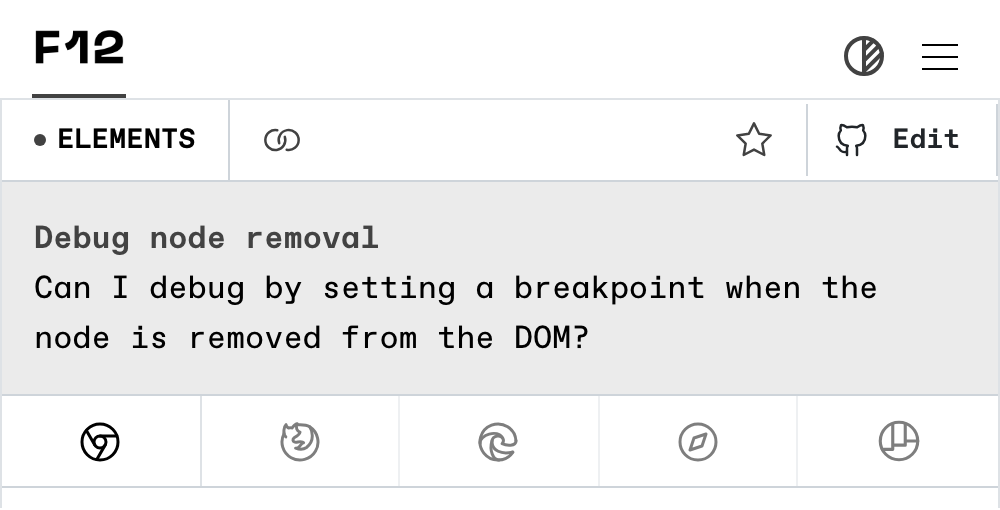 F12
ELEMENTS
Edit
Debug node removal
Can I debug by setting a breakpoint when the
node is removed from the DOM?